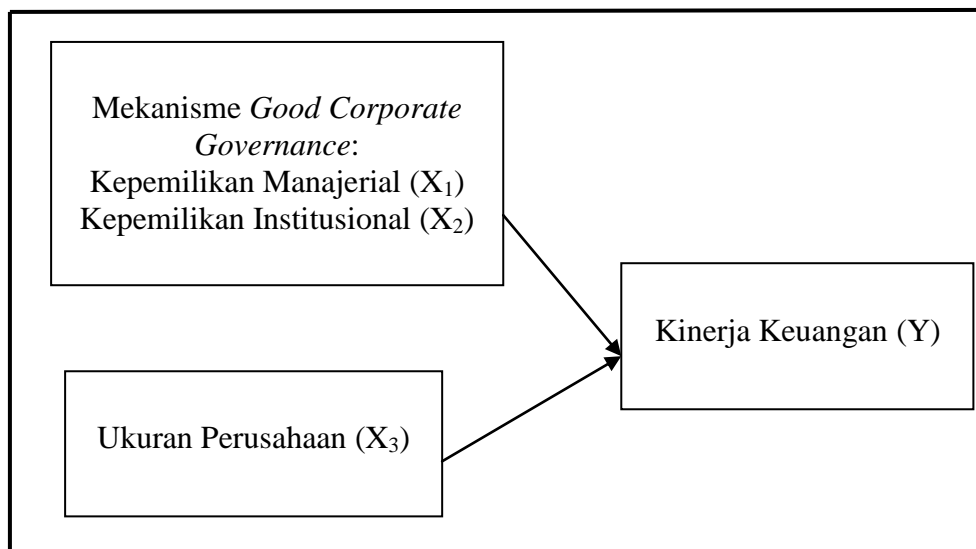 Mekanisme Good Corporate
Governance:
Kepemilikan Manajerial (X₁)
Kepemilikan Institusional (X₂)
Kinerja Keuangan (Y)
Ukuran Perusahaan (X₃)